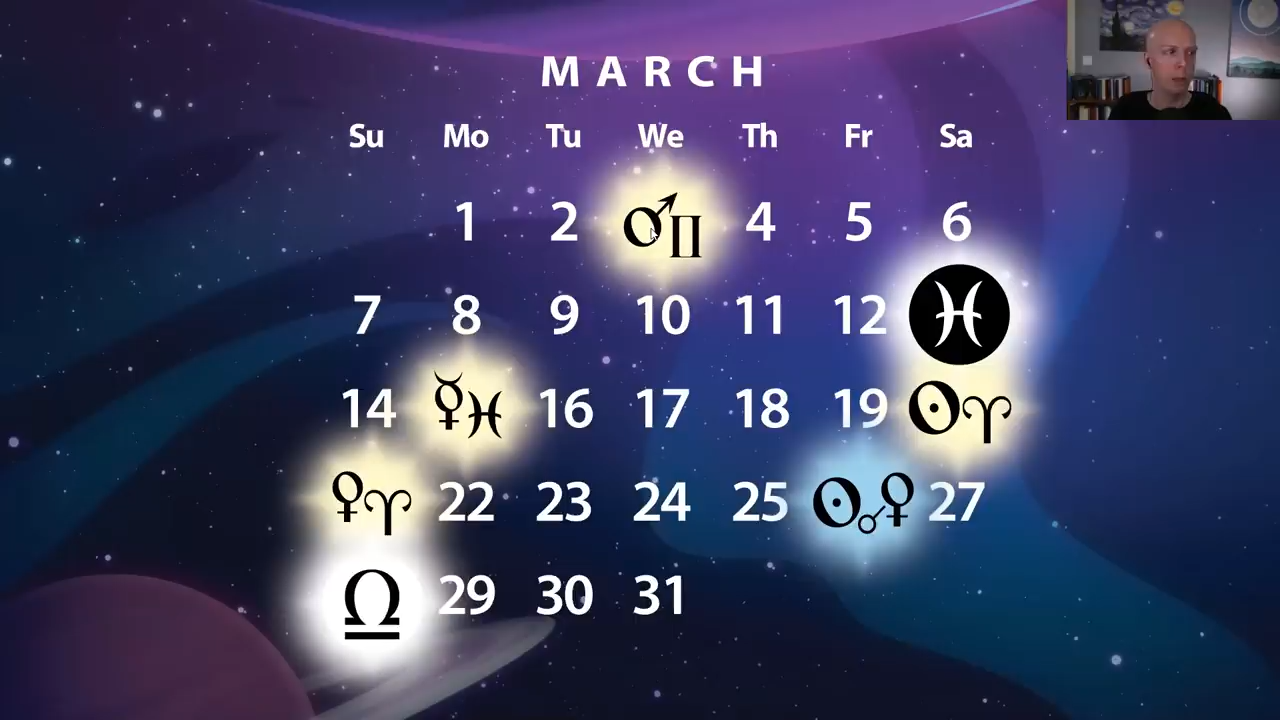 MARCH
Su Mo Tu We Th Fr Sa
1 2 ♂♊ 4 5 6
7 8 9 10 11 12 ♓
14 ☿♓ 16 17 18 19 ☉♈
♀♈ 22 23 24 25 ☉☌♀ 27
♎ 29 30 31